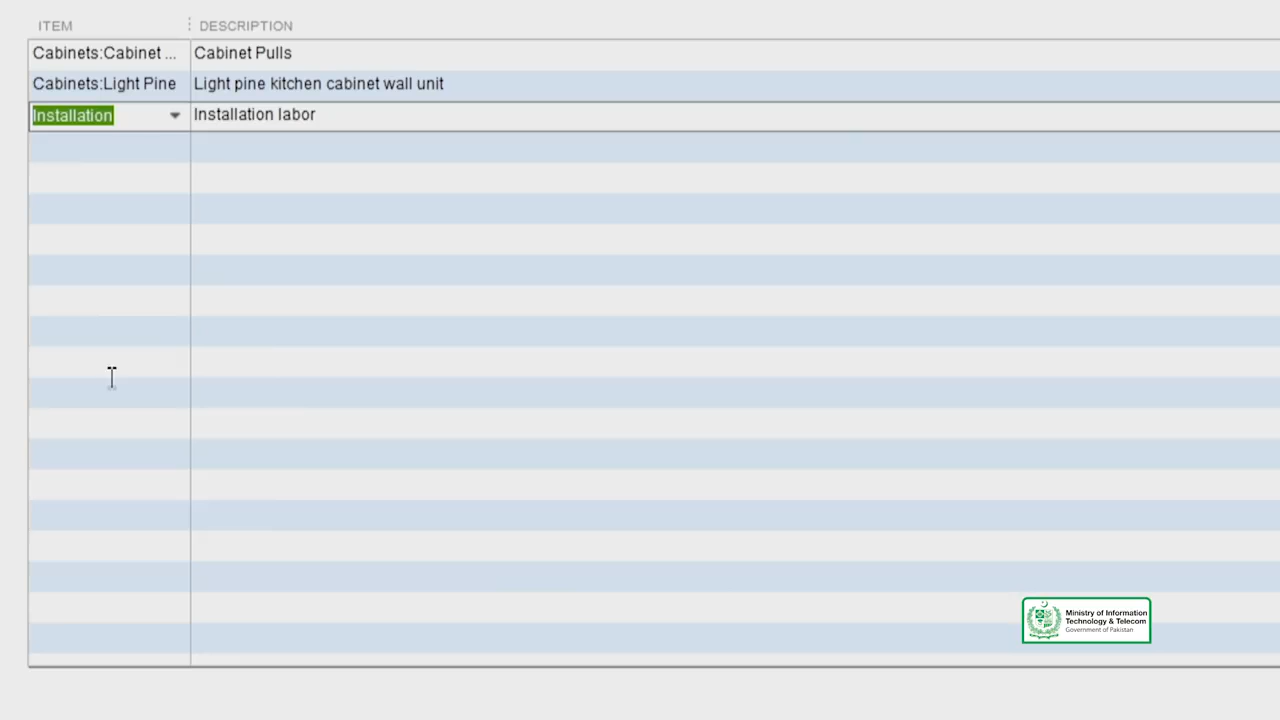 ITEM DESCRIPTION
Cabinets:Cabinet ... Cabinet Pulls
Cabinets:Light Pine Light pine kitchen cabinet wall unit
Installation Installation labor
Ministry of Information
Technology & Telecom
Government of Pakistan